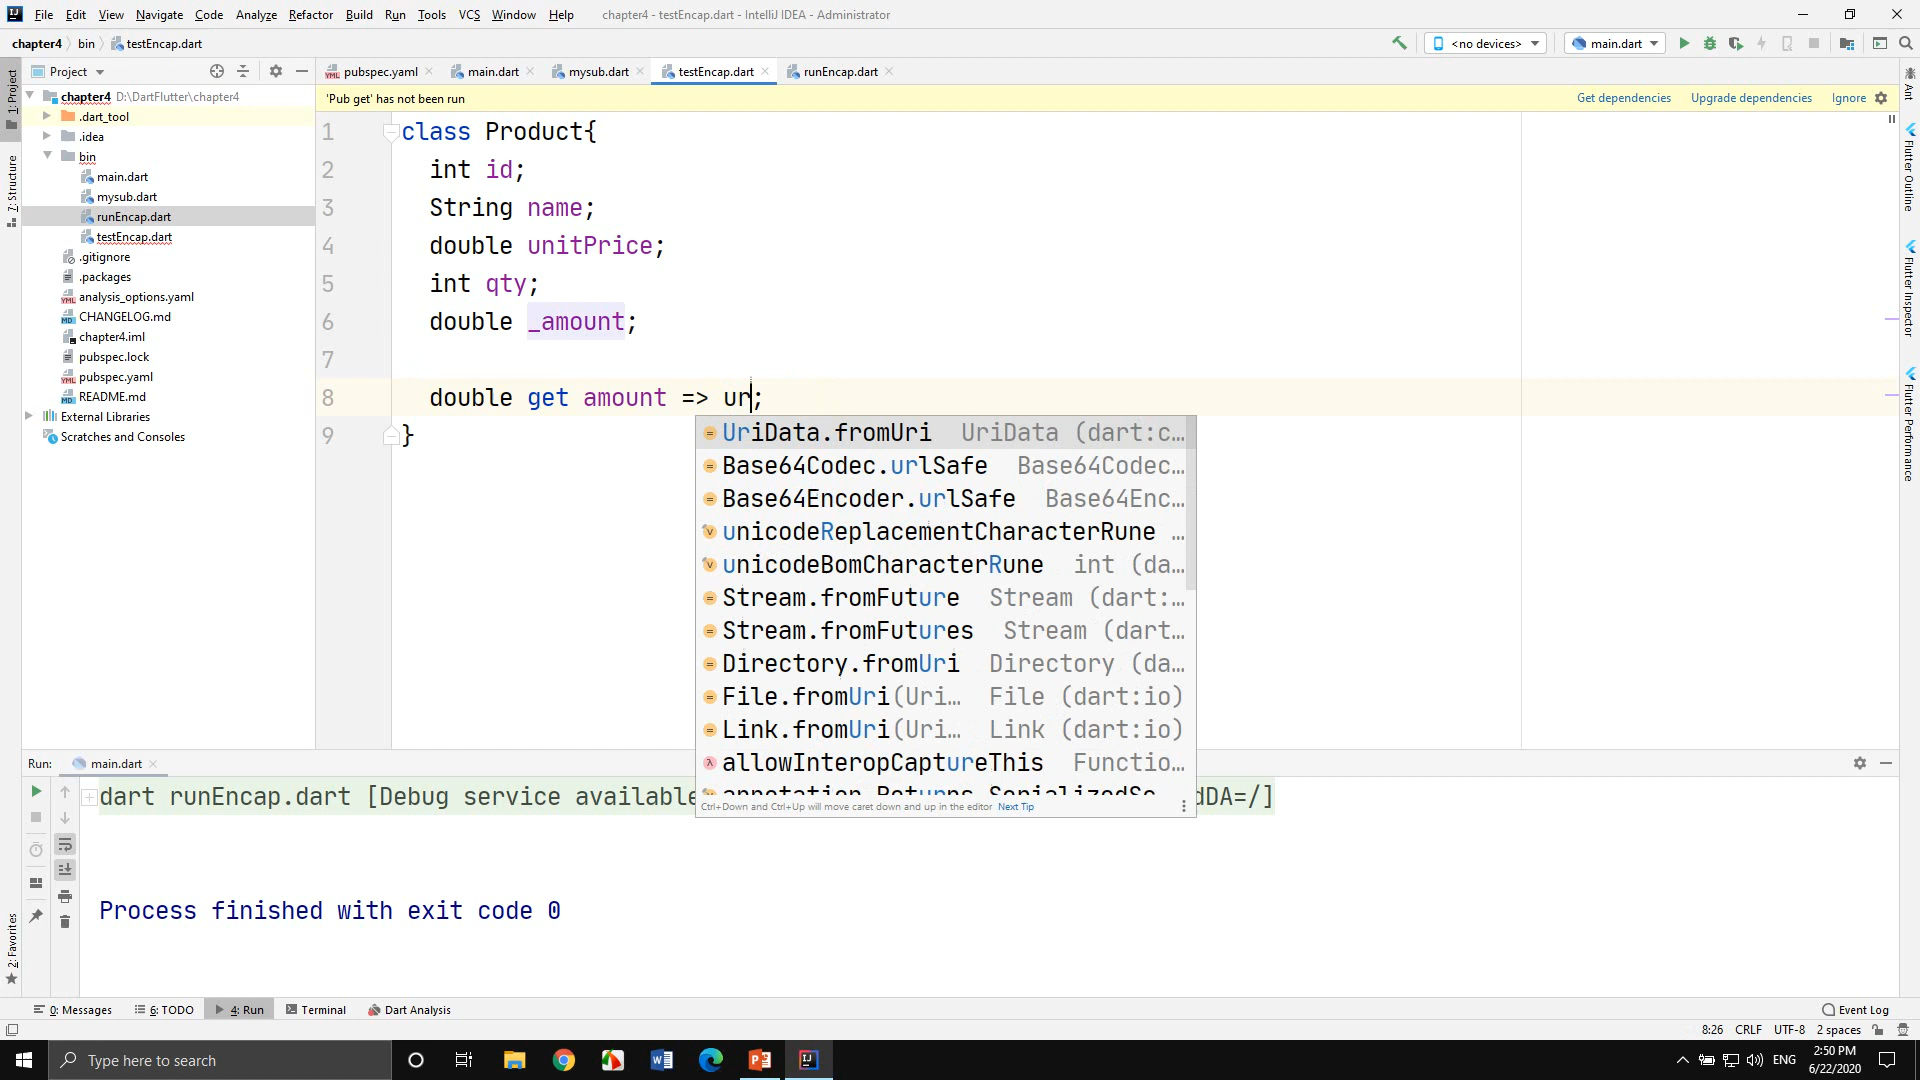 File Edit View Navigate Code Analyze Refactor Build Run Tools VCS Window Help chapter4 - testEncap.dart - IntelliJ IDEA - Administrator
chapter4 bin testEncap.dart <no devices> main.dart
Project pubspec.yaml main.dart mysub.dart testEncap.dart runEncap.dart
chapter4 D:\DartFlutter\chapter4
.dart_tool
.idea
bin
main.dart
mysub.dart
runEncap.dart
testEncap.dart
.gitignore
.packages
analysis_options.yaml
CHANGELOG.md
chapter4.iml
pubspec.lock
pubspec.yaml
README.md
External Libraries
Scratches and Consoles
1: Project
7: Structure
2: Favorites
'Pub get' has not been run Get dependencies Upgrade dependencies Ignore
1 class Product{
2 int id;
3 String name;
4 double unitPrice;
5 int qty;
6 double _amount;
7
8 double get amount => ur;
9 }
UriData.fromUri UriData (dart:c…
Base64Codec.urlSafe Base64Codec…
Base64Encoder.urlSafe Base64Enc…
unicodeReplacementCharacterRune …
unicodeBomCharacterRune int (da…
Stream.fromFuture Stream (dart:…
Stream.fromFutures Stream (dart…
Directory.fromUri Directory (da…
File.fromUri(Uri… File (dart:io)
Link.fromUri(Uri… Link (dart:io)
allowInteropCaptureThis Functio…
Ctrl+Down and Ctrl+Up will move caret down and up in the editor Next Tip
Ant
Flutter Outline
Flutter Inspector
Flutter Performance
Run: main.dart
dart runEncap.dart [Debug service available dDA=/]
Process finished with exit code 0
0: Messages 6: TODO 4: Run Terminal Dart Analysis Event Log
8:26 CRLF UTF-8 2 spaces
Type here to search
ENG
2:50 PM
6/22/2020